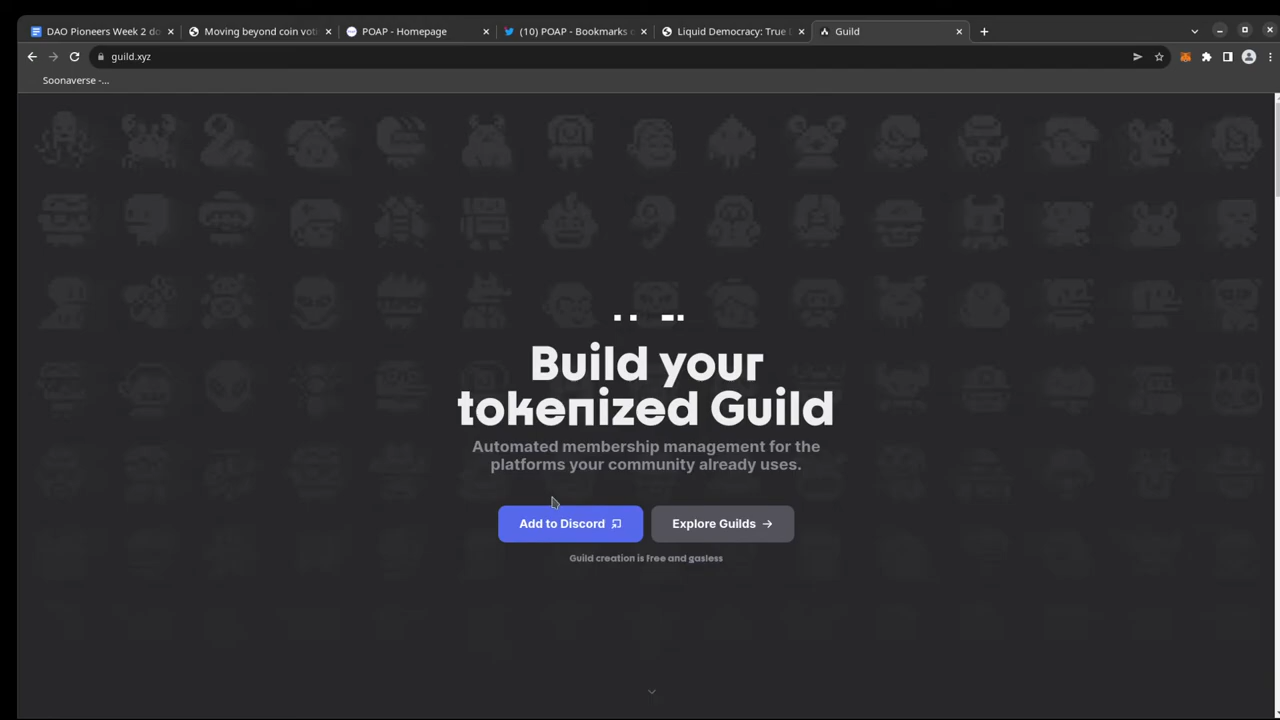 DAO Pioneers Week 2 do
Moving beyond coin voti
POAP - Homepage
(10) POAP - Bookmarks o
Liquid Democracy: True D
Guild
guild.xyz
Soonaverse -...
Build your
tokenized Guild
Automated membership management for the
platforms your community already uses.
Add to Discord
Explore Guilds
Guild creation is free and gasless